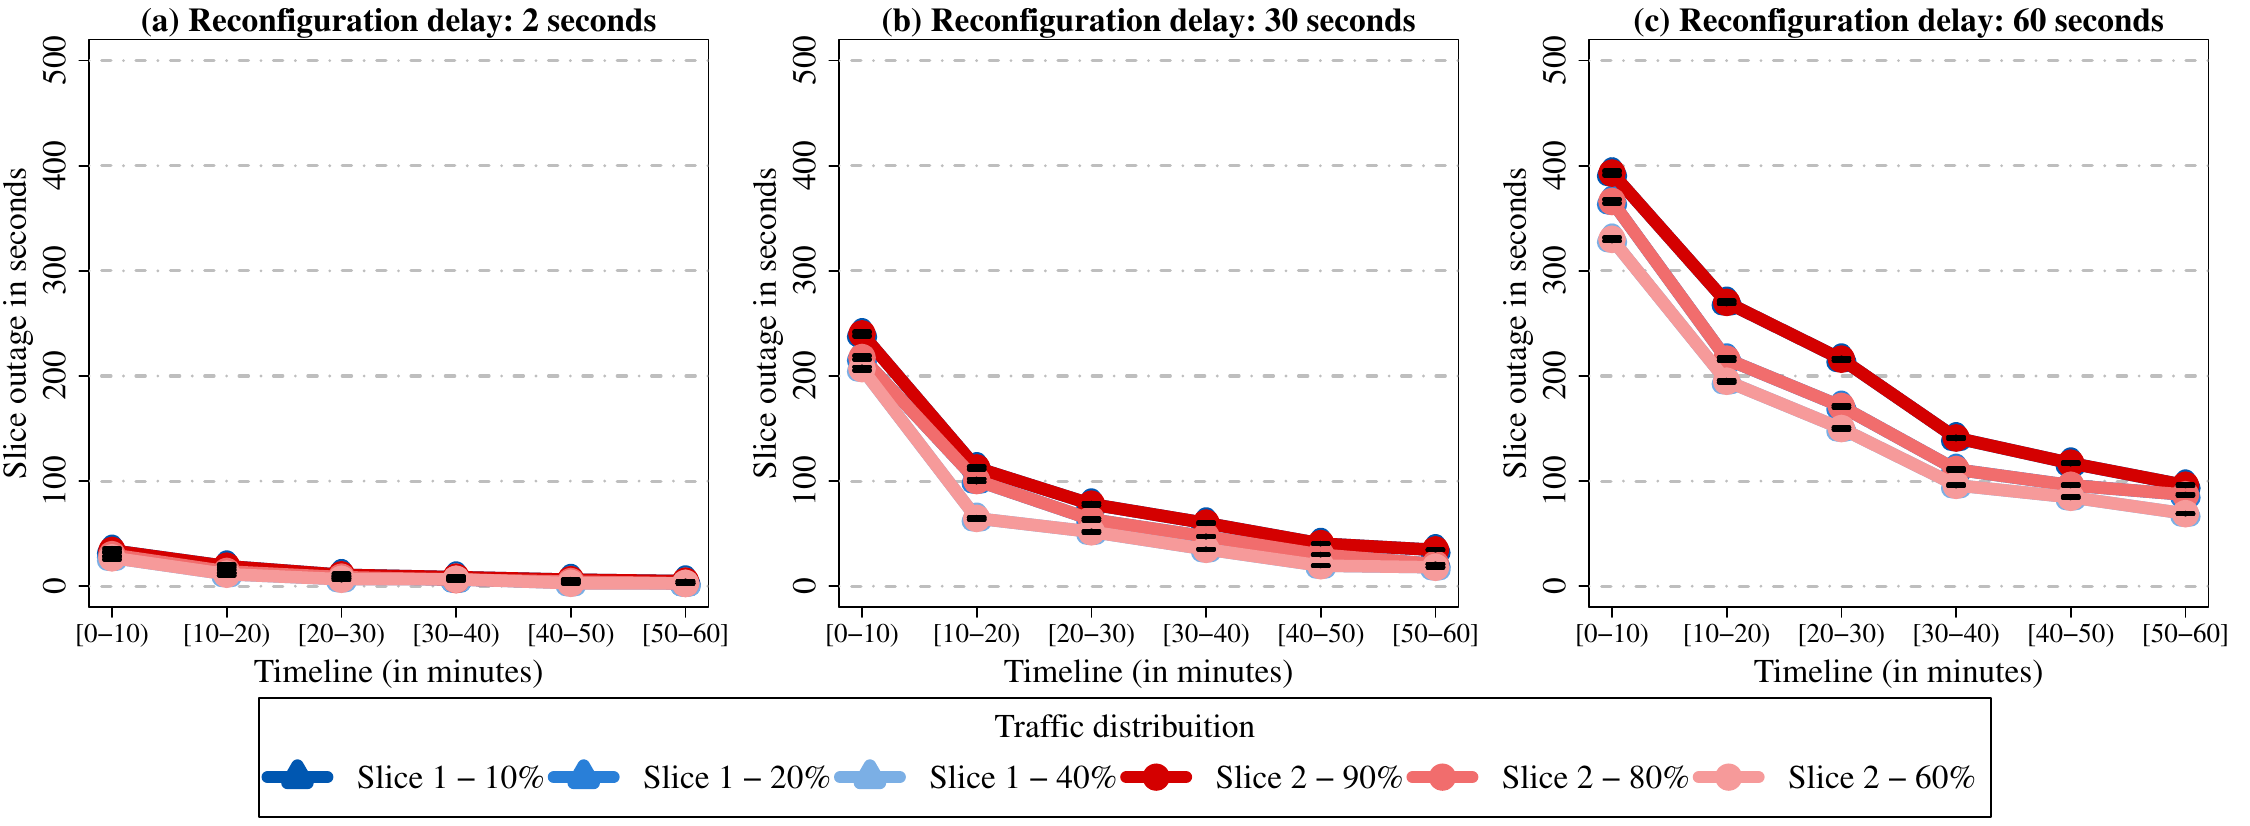 (a) Reconfiguration delay: 2 seconds
Slice outage in seconds
500
400
300
200
100
0
[0–10) [10–20) [20–30) [30–40) [40–50) [50–60]
Timeline (in minutes)
(b) Reconfiguration delay: 30 seconds
Slice outage in seconds
500
400
300
200
100
0
[0–10) [10–20) [20–30) [30–40) [40–50) [50–60]
Timeline (in minutes)
(c) Reconfiguration delay: 60 seconds
Slice outage in seconds
500
400
300
200
100
0
[0–10) [10–20) [20–30) [30–40) [40–50) [50–60]
Timeline (in minutes)
Traffic distribuition
Slice 1 – 10% Slice 1 – 20% Slice 1 – 40% Slice 2 – 90% Slice 2 – 80% Slice 2 – 60%